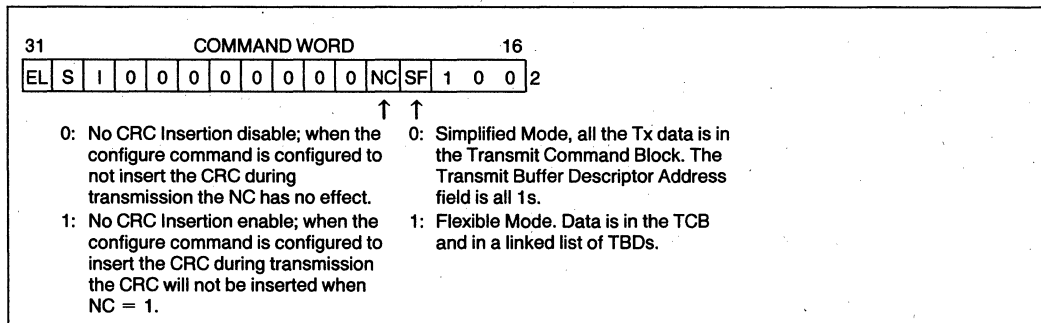 31 COMMAND WORD 16
EL S I 0 0 0 0 0 0 0 0 NC SF 1 0 0 2
↑ ↑
0: No CRC Insertion disable; when the
configure command is configured to
not insert the CRC during
transmission the NC has no effect.
1: No CRC Insertion enable; when the
configure command is configured to
insert the CRC during transmission
the CRC will not be inserted when
NC = 1.
0: Simplified Mode, all the Tx data is in
the Transmit Command Block. The
Transmit Buffer Descriptor Address
field is all 1s.
1: Flexible Mode. Data is in the TCB
and in a linked list of TBDs.